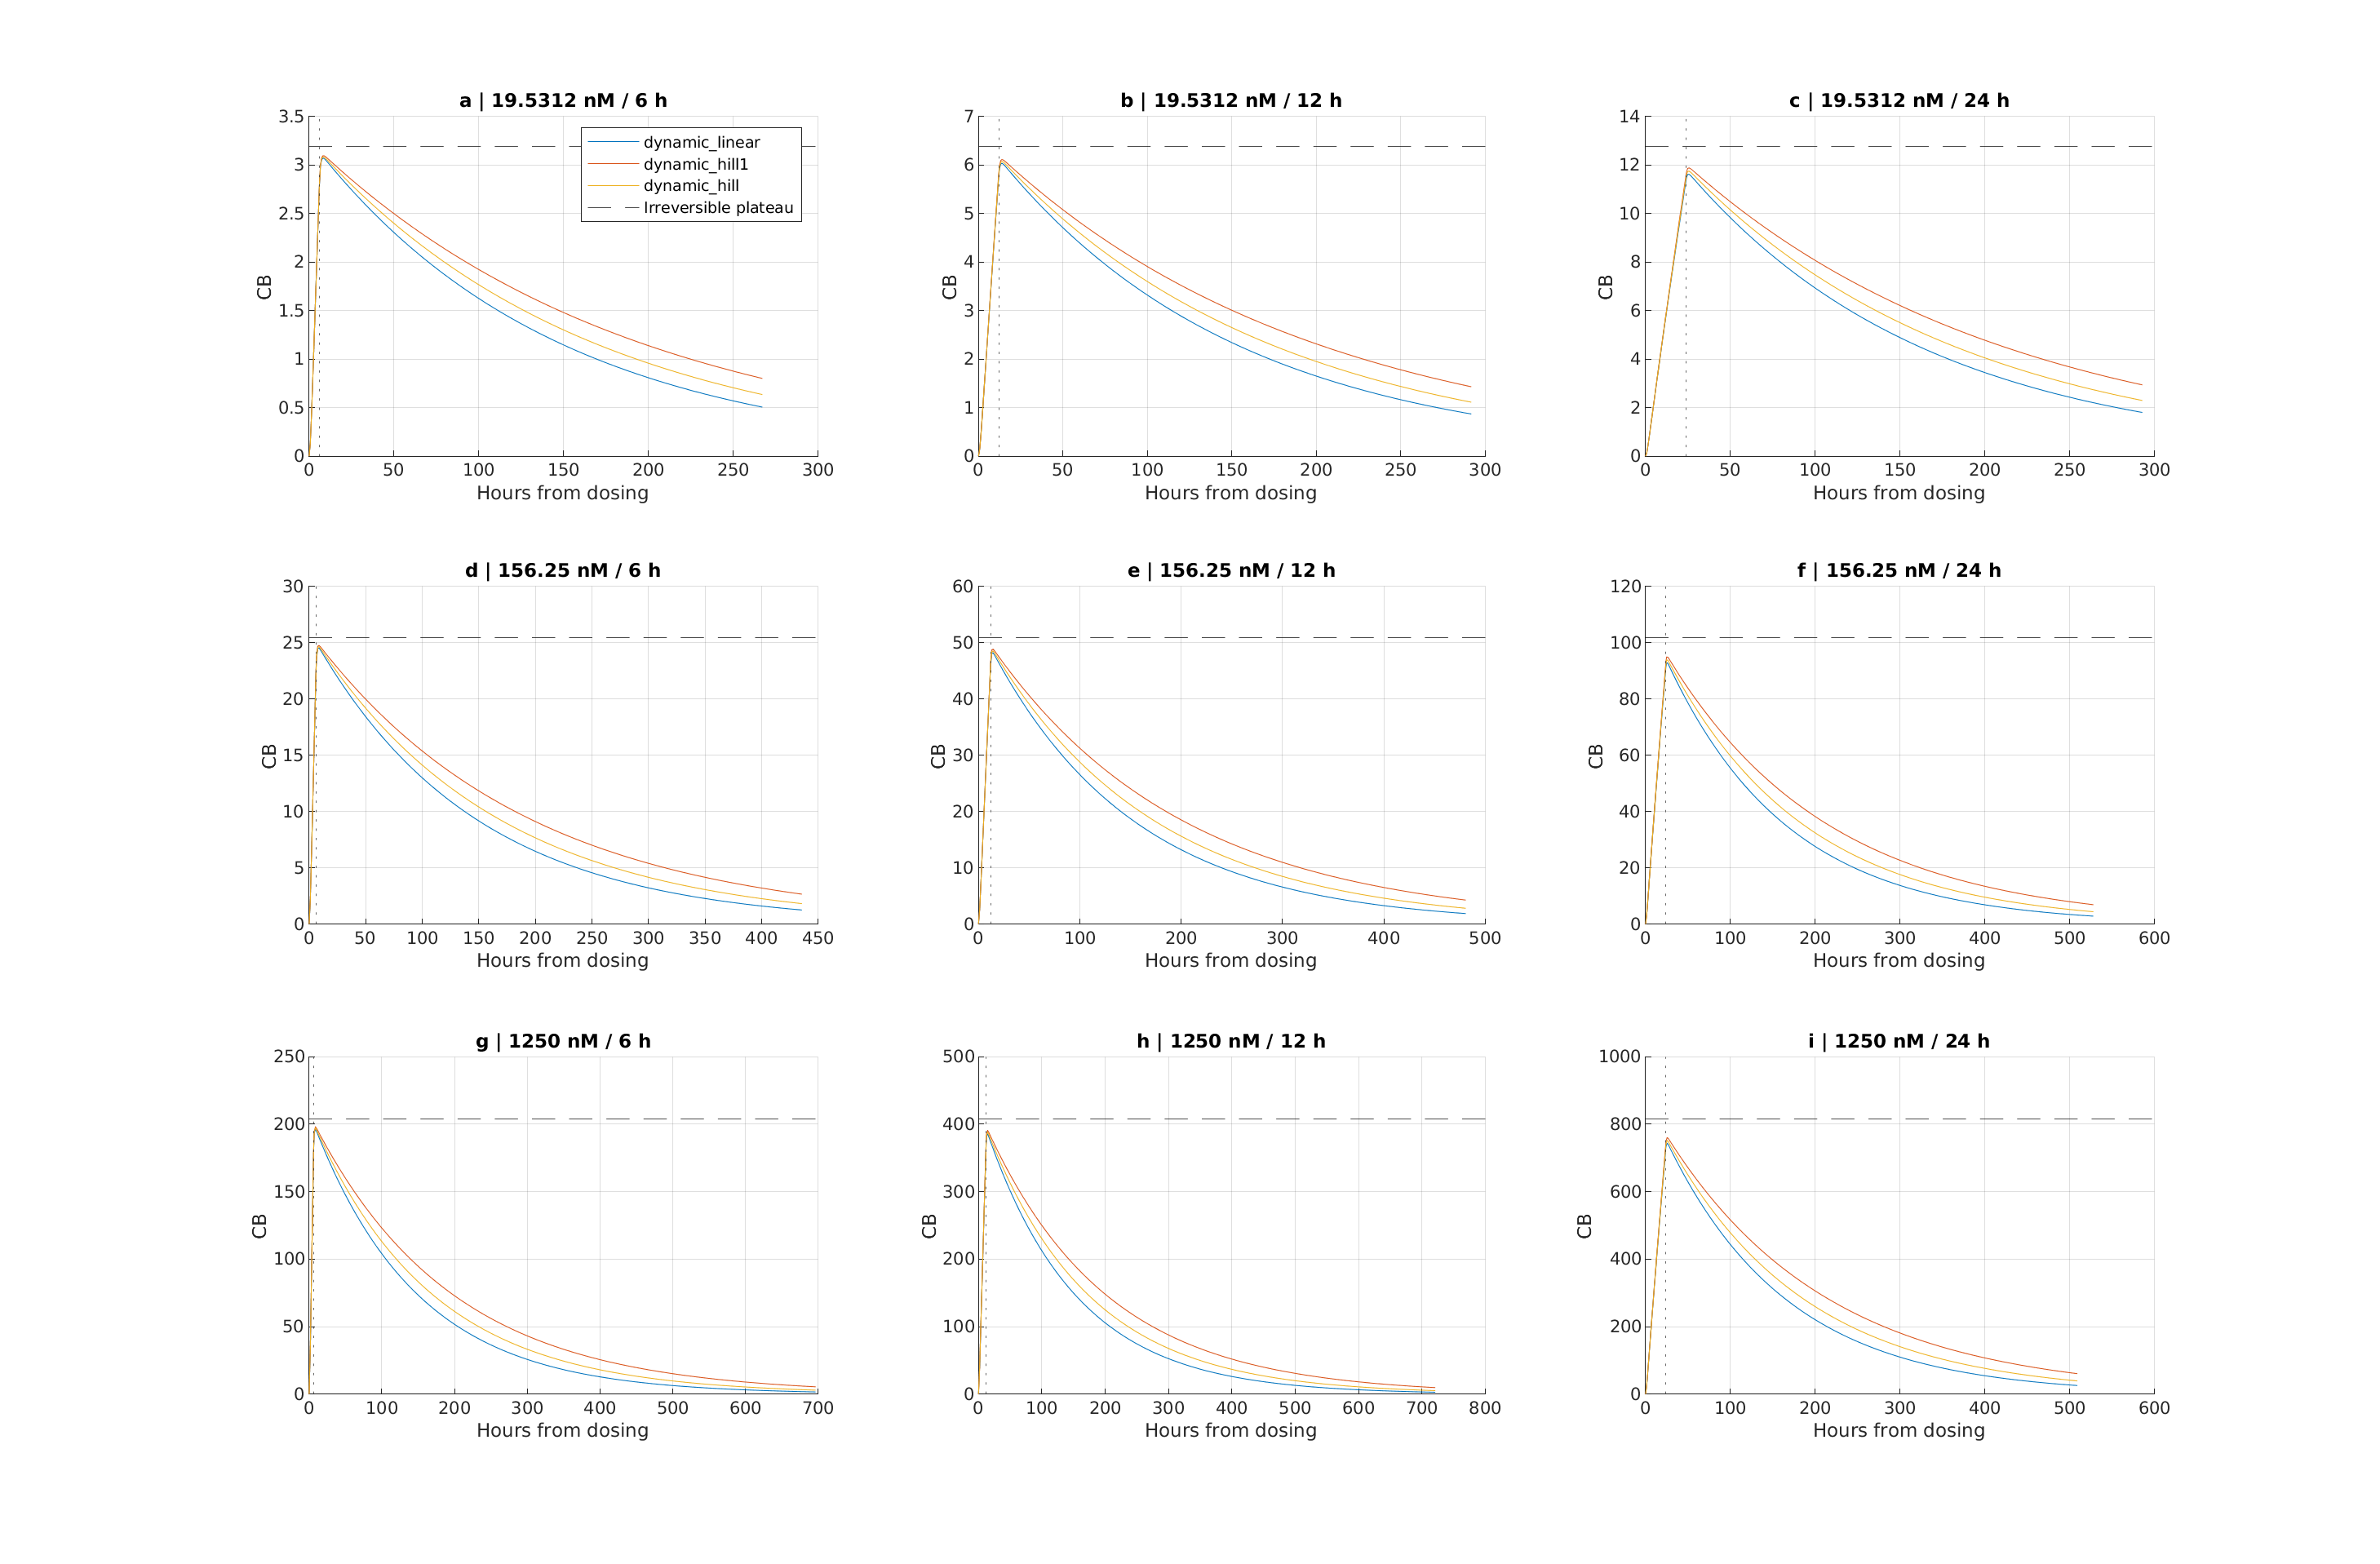 a | 19.5312 nM / 6 h
3.5
3
2.5
2
1.5
1
0.5
0
CB
0 50 100 150 200 250 300
Hours from dosing
dynamic_linear
dynamic_hill1
dynamic_hill
Irreversible plateau
b | 19.5312 nM / 12 h
7
6
5
4
3
2
1
0
CB
0 50 100 150 200 250 300
Hours from dosing
c | 19.5312 nM / 24 h
14
12
10
8
6
4
2
0
CB
0 50 100 150 200 250 300
Hours from dosing
d | 156.25 nM / 6 h
30
25
20
15
10
5
0
CB
0 50 100 150 200 250 300 350 400 450
Hours from dosing
e | 156.25 nM / 12 h
60
50
40
30
20
10
0
CB
0 100 200 300 400 500
Hours from dosing
f | 156.25 nM / 24 h
120
100
80
60
40
20
0
CB
0 100 200 300 400 500 600
Hours from dosing
g | 1250 nM / 6 h
250
200
150
100
50
0
CB
0 100 200 300 400 500 600 700
Hours from dosing
h | 1250 nM / 12 h
500
400
300
200
100
0
CB
0 100 200 300 400 500 600 700 800
Hours from dosing
i | 1250 nM / 24 h
1000
800
600
400
200
0
CB
0 100 200 300 400 500 600
Hours from dosing